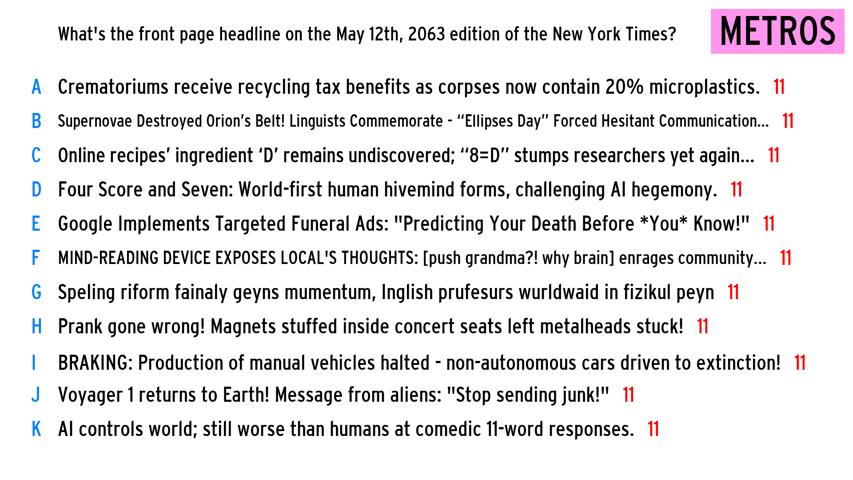 What's the front page headline on the May 12th, 2063 edition of the New York Times? METROS
A Crematoriums receive recycling tax benefits as corpses now contain 20% microplastics. 11
B Supernovae Destroyed Orion’s Belt! Linguists Commemorate - “Ellipses Day” Forced Hesitant Communication... 11
C Online recipes’ ingredient ‘D’ remains undiscovered; “8=D” stumps researchers yet again... 11
D Four Score and Seven: World-first human hivemind forms, challenging AI hegemony. 11
E Google Implements Targeted Funeral Ads: "Predicting Your Death Before *You* Know!" 11
F MIND-READING DEVICE EXPOSES LOCAL'S THOUGHTS: [push grandma?! why brain] enrages community... 11
G Speling riform fainaly geyns mumentum, Inglish prufesurs wurldwaid in fizikul peyn 11
H Prank gone wrong! Magnets stuffed inside concert seats left metalheads stuck! 11
I BRAKING: Production of manual vehicles halted - non-autonomous cars driven to extinction! 11
J Voyager 1 returns to Earth! Message from aliens: "Stop sending junk!" 11
K AI controls world; still worse than humans at comedic 11-word responses. 11